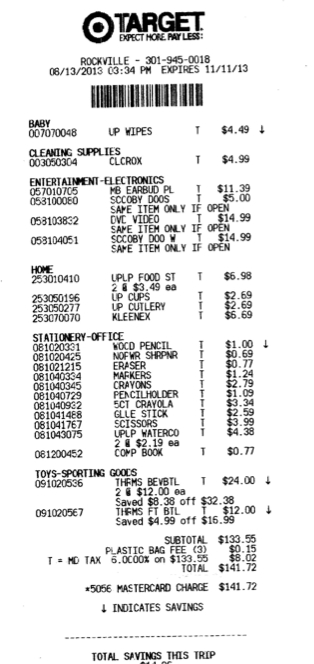 TARGET
EXPECT MORE. PAY LESS.
ROCKVILLE - 301-945-0018
08/13/2013 03:34 PM EXPIRES 11/11/13
BABY
007070048 UP WIPES T $4.49 ↓
CLEANING SUPPLIES
003050304 CLCROX T $4.99
ENTERTAINMENT-ELECTRONICS
057010705 MB EARBUD PL T $11.39
058100080 SCCOBY DOOS T $5.00
SAME ITEM ONLY IF OPEN
058103832 DVC VIDEO T $14.99
SAME ITEM ONLY IF OPEN
058104051 SCCOBY DOO W T $14.99
SAME ITEM ONLY IF OPEN
HOME
253010410 UPLP FOOD ST T $6.98
2 @ $3.49 ea
253050196 UP CUPS T $2.69
253050277 UP CUTLERY T $2.69
253070070 KLEENEX T $6.69
STATIONERY-OFFICE
081020331 WOCD PENCIL T $1.00 ↓
081020425 NOFWR SHRPNR T $0.69
081021215 ERASER T $0.77
081040334 MARKERS T $1.24
081040345 CRAYONS T $2.79
081040729 PENCILHOLDER T $1.09
081040932 5CT CRAYOLA T $3.34
081041488 GLLE STICK T $2.59
081041767 SCISSORS T $3.99
081043075 UPLP WATERCO T $4.38
2 @ $2.19 ea
081200452 COMP BOOK T $0.77
TOYS-SPORTING GOODS
091020536 THRMS BEVBTL T $24.00 ↓
2 @ $12.00 ea
Saved $8.38 off $32.38
091020567 THRMS FT BTL T $12.00 ↓
Saved $4.99 off $16.99
SUBTOTAL $133.55
PLASTIC BAG FEE (3) $0.15
T = MD TAX 6.0000% on $133.55 $8.02
TOTAL $141.72
*5056 MASTERCARD CHARGE $141.72
↓ INDICATES SAVINGS
TOTAL SAVINGS THIS TRIP